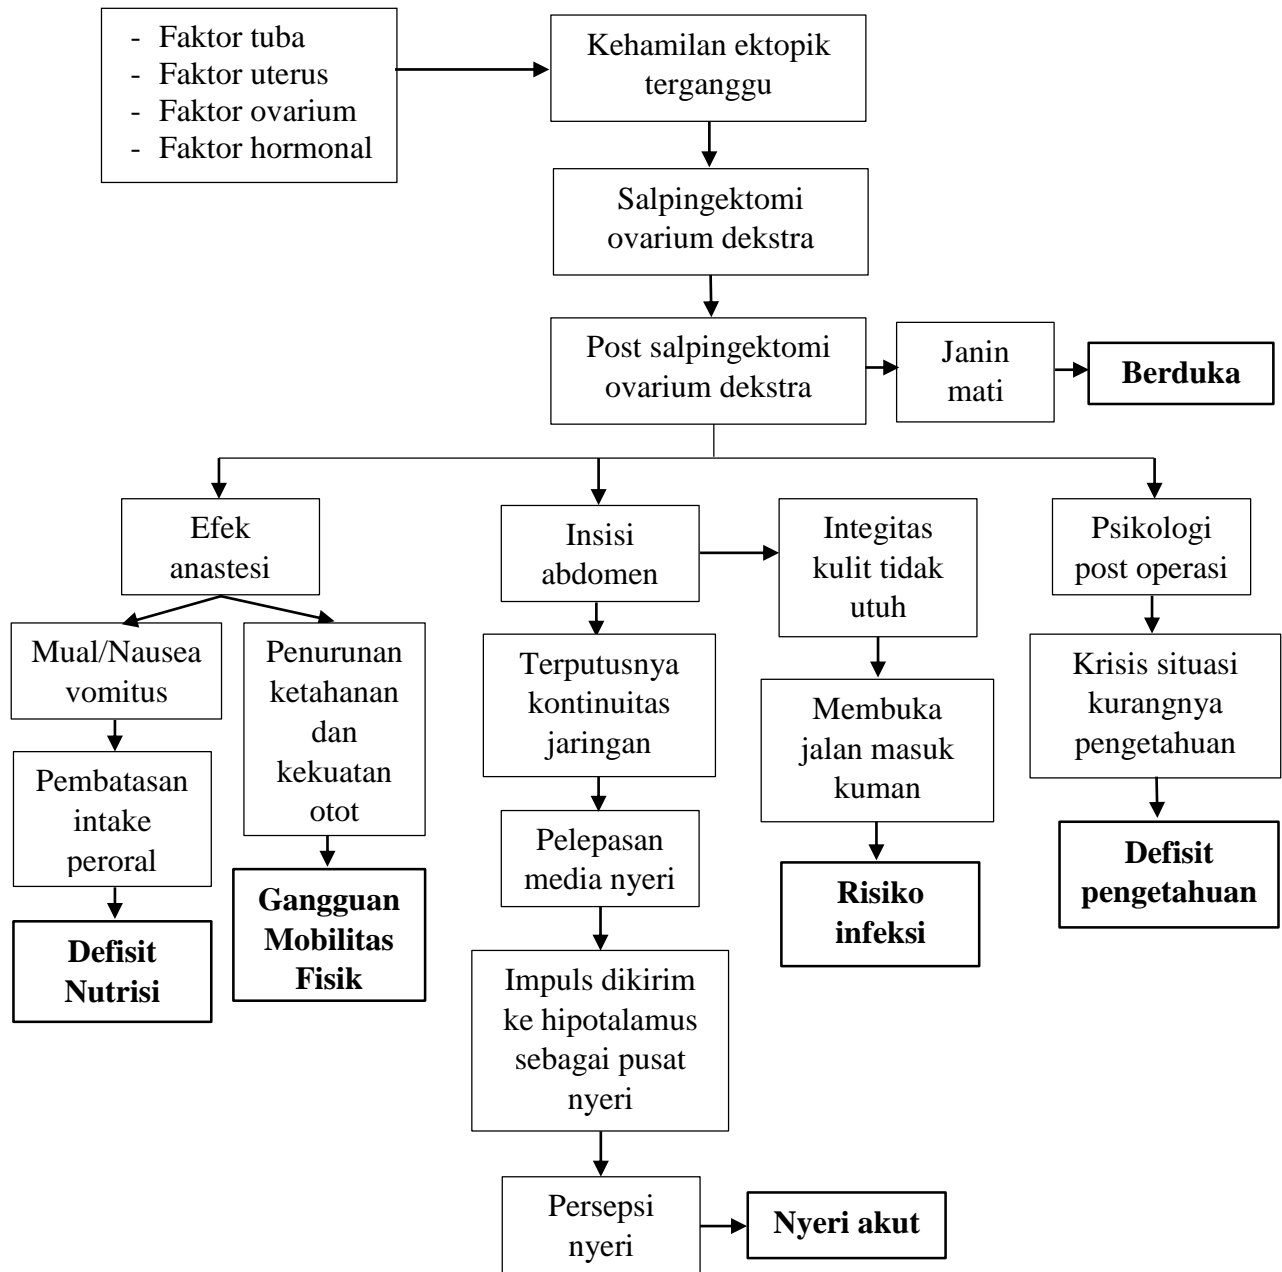 - Faktor tuba
- Faktor uterus
- Faktor ovarium
- Faktor hormonal
Kehamilan ektopik
terganggu
Salpingektomi
ovarium dekstra
Post salpingektomi
ovarium dekstra
Janin
mati
Berduka
Efek
anastesi
Insisi
abdomen
Integitas
kulit tidak
utuh
Psikologi
post operasi
Mual/Nausea
vomitus
Penurunan
ketahanan
dan
kekuatan
otot
Terputusnya
kontinuitas
jaringan
Membuka
jalan masuk
kuman
Krisis situasi
kurangnya
pengetahuan
Pembatasan
intake
peroral
Pelepasan
media nyeri
Defisit
pengetahuan
Gangguan
Mobilitas
Fisik
Risiko
infeksi
Defisit
Nutrisi
Impuls dikirim
ke hipotalamus
sebagai pusat
nyeri
Persepsi
nyeri
Nyeri akut